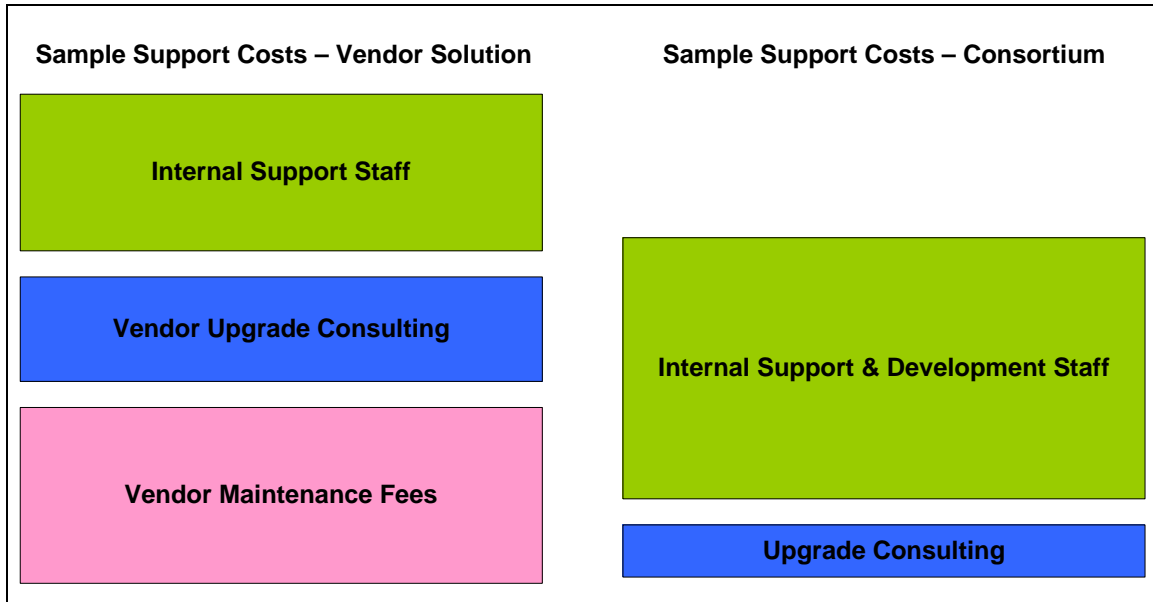 Sample Support Costs – Vendor Solution
Internal Support Staff
Vendor Upgrade Consulting
Vendor Maintenance Fees
Sample Support Costs – Consortium
Internal Support & Development Staff
Upgrade Consulting